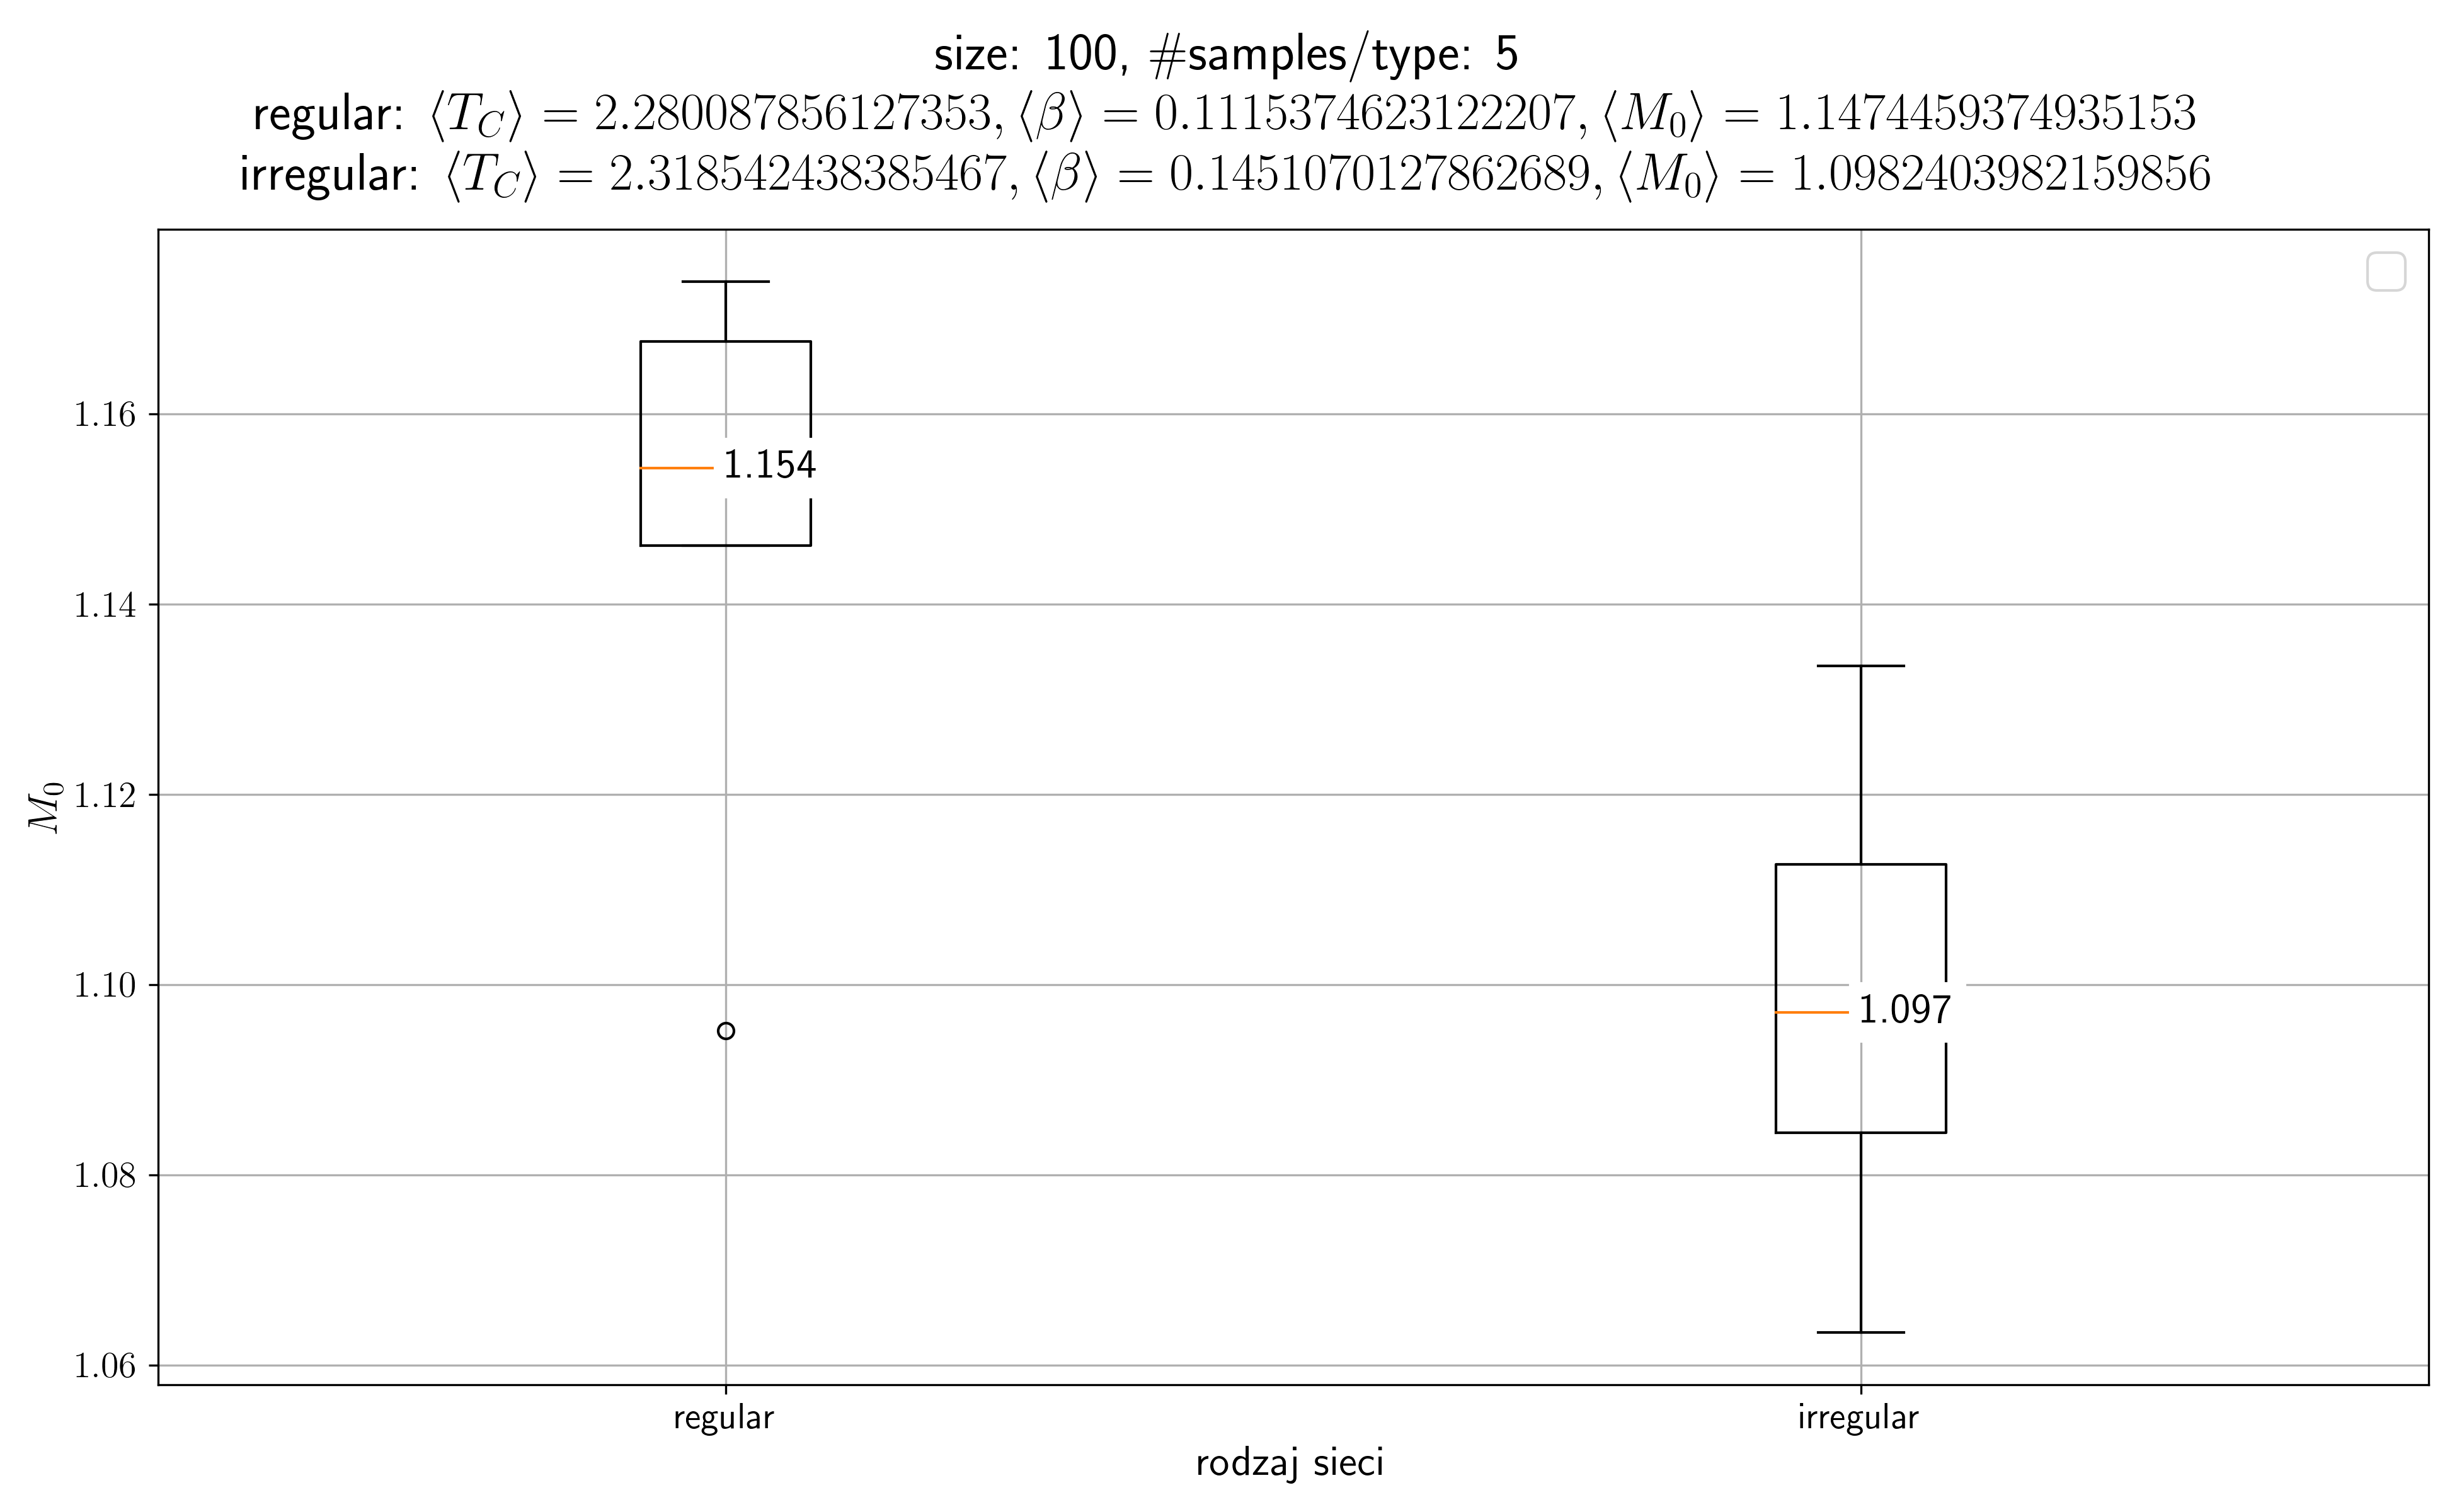 size: 100, #samples/type: 5
regular: ⟨T_C⟩ = 2.280087856127353, ⟨β⟩ = 0.1115374623122207, ⟨M_0⟩ = 1.1474459374935153
irregular: ⟨T_C⟩ = 2.318542438385467, ⟨β⟩ = 0.1451070127862689, ⟨M_0⟩ = 1.0982403982159856
M_0
1.16
1.14
1.12
1.10
1.08
1.06
1.154
1.097
regular
irregular
rodzaj sieci